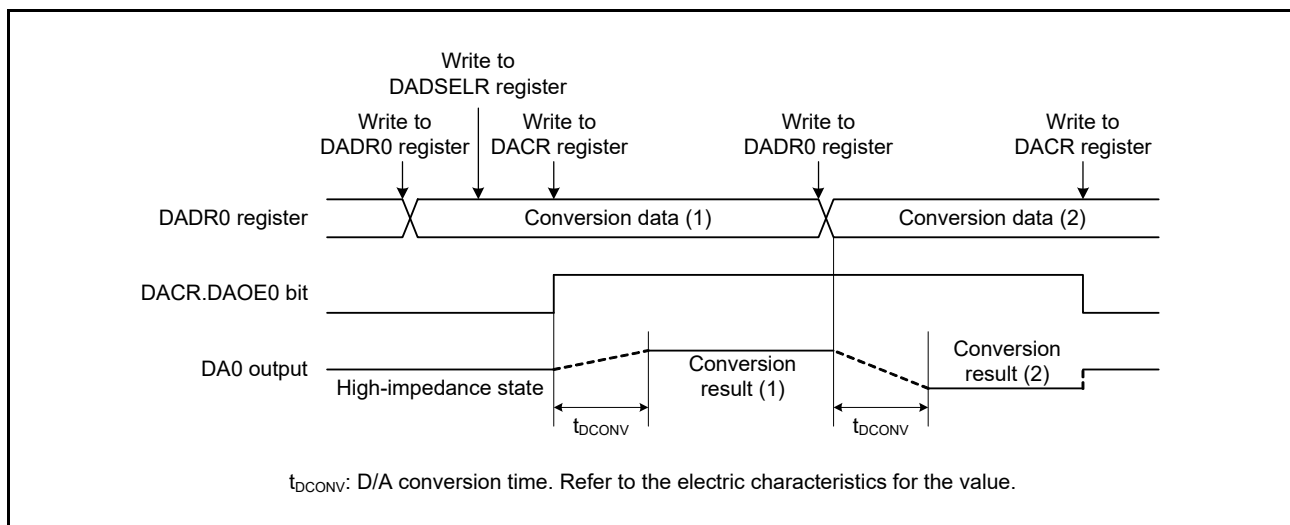 Write to
DADSELR register
Write to
DADR0 register
Write to
DACR register
Write to
DADR0 register
Write to
DACR register
DADR0 register
Conversion data (1)
Conversion data (2)
DACR.DAOE0 bit
DA0 output
High-impedance state
Conversion
result (1)
Conversion
result (2)
tDCONV
tDCONV
tDCONV: D/A conversion time. Refer to the electric characteristics for the value.